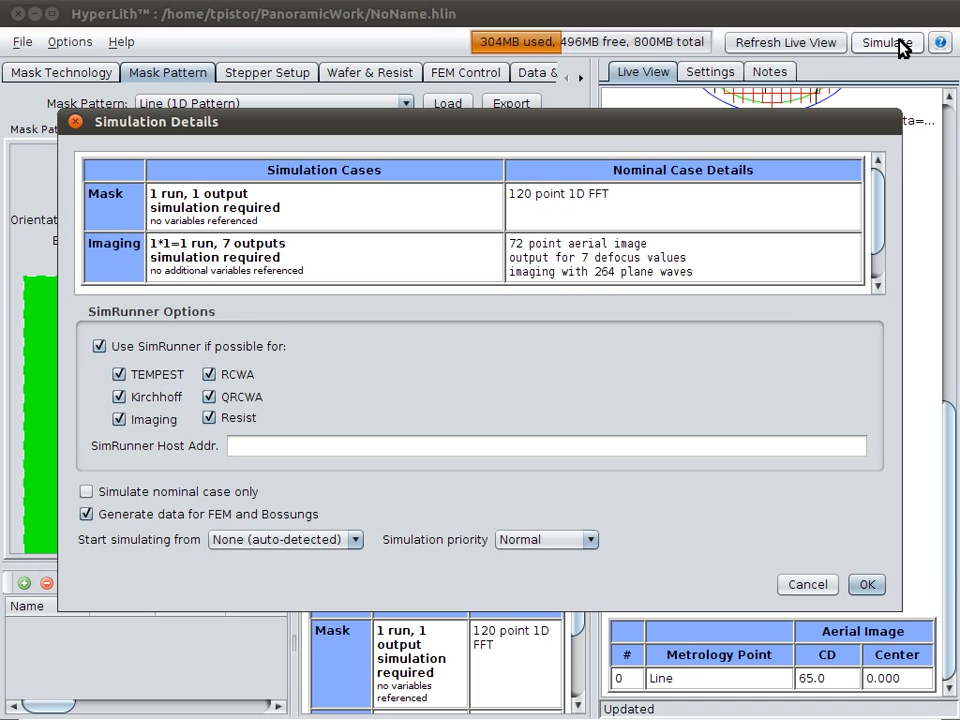 HyperLith™ : /home/tpistor/PanoramicWork/NoName.hlin
File Options Help
304MB used, 496MB free, 800MB total
Refresh Live View
Simulate
Mask Technology
Mask Pattern
Stepper Setup
Wafer & Resist
FEM Control
Data &
Live View
Settings
Notes
Mask Pattern: Line (1D Pattern)
Load
Export
ta=...
Mask Pat
Orientat
Simulation Details
Simulation Cases
Nominal Case Details
Mask
1 run, 1 output
simulation required
no variables referenced
120 point 1D FFT
Imaging
1*1=1 run, 7 outputs
simulation required
no additional variables referenced
72 point aerial image
output for 7 defocus values
imaging with 264 plane waves
SimRunner Options
Use SimRunner if possible for:
TEMPEST
RCWA
Kirchhoff
QRCWA
Imaging
Resist
SimRunner Host Addr.
Simulate nominal case only
Generate data for FEM and Bossungs
Start simulating from None (auto-detected)
Simulation priority Normal
Cancel
OK
Name
Mask
1 run, 1
output
simulation
required
no variables
referenced
120 point 1D
FFT
Aerial Image
# Metrology Point CD Center
0 Line 65.0 0.000
Updated